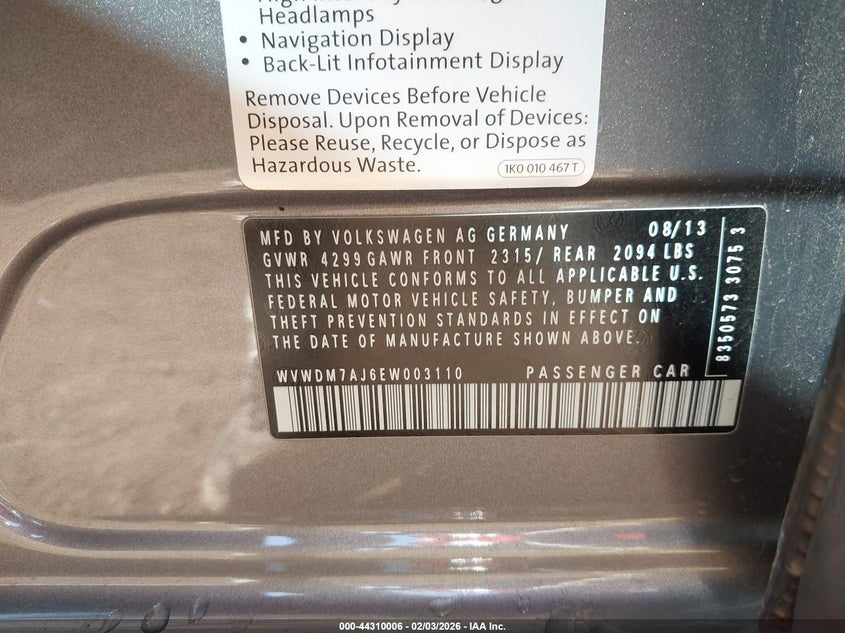 Headlamps
• Navigation Display
• Back-Lit Infotainment Display
Remove Devices Before Vehicle
Disposal. Upon Removal of Devices:
Please Reuse, Recycle, or Dispose as
Hazardous Waste.
1K0 010 467 T
MFD BY VOLKSWAGEN AG GERMANY 08/13
GVWR 4299 GAWR FRONT 2315/ REAR 2094 LBS
THIS VEHICLE CONFORMS TO ALL APPLICABLE U.S.
FEDERAL MOTOR VEHICLE SAFETY, BUMPER AND
THEFT PREVENTION STANDARDS IN EFFECT ON
THE DATE OF MANUFACTURE SHOWN ABOVE.
WVWDM7AJ6EW003110 PASSENGER CAR
8350573 3075 3
000-44310006 - 02/03/2026 - IAA Inc.